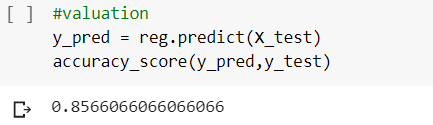 [ ] #valuation
y_pred = reg.predict(X_test)
accuracy_score(y_pred,y_test)
0.8566066066066066